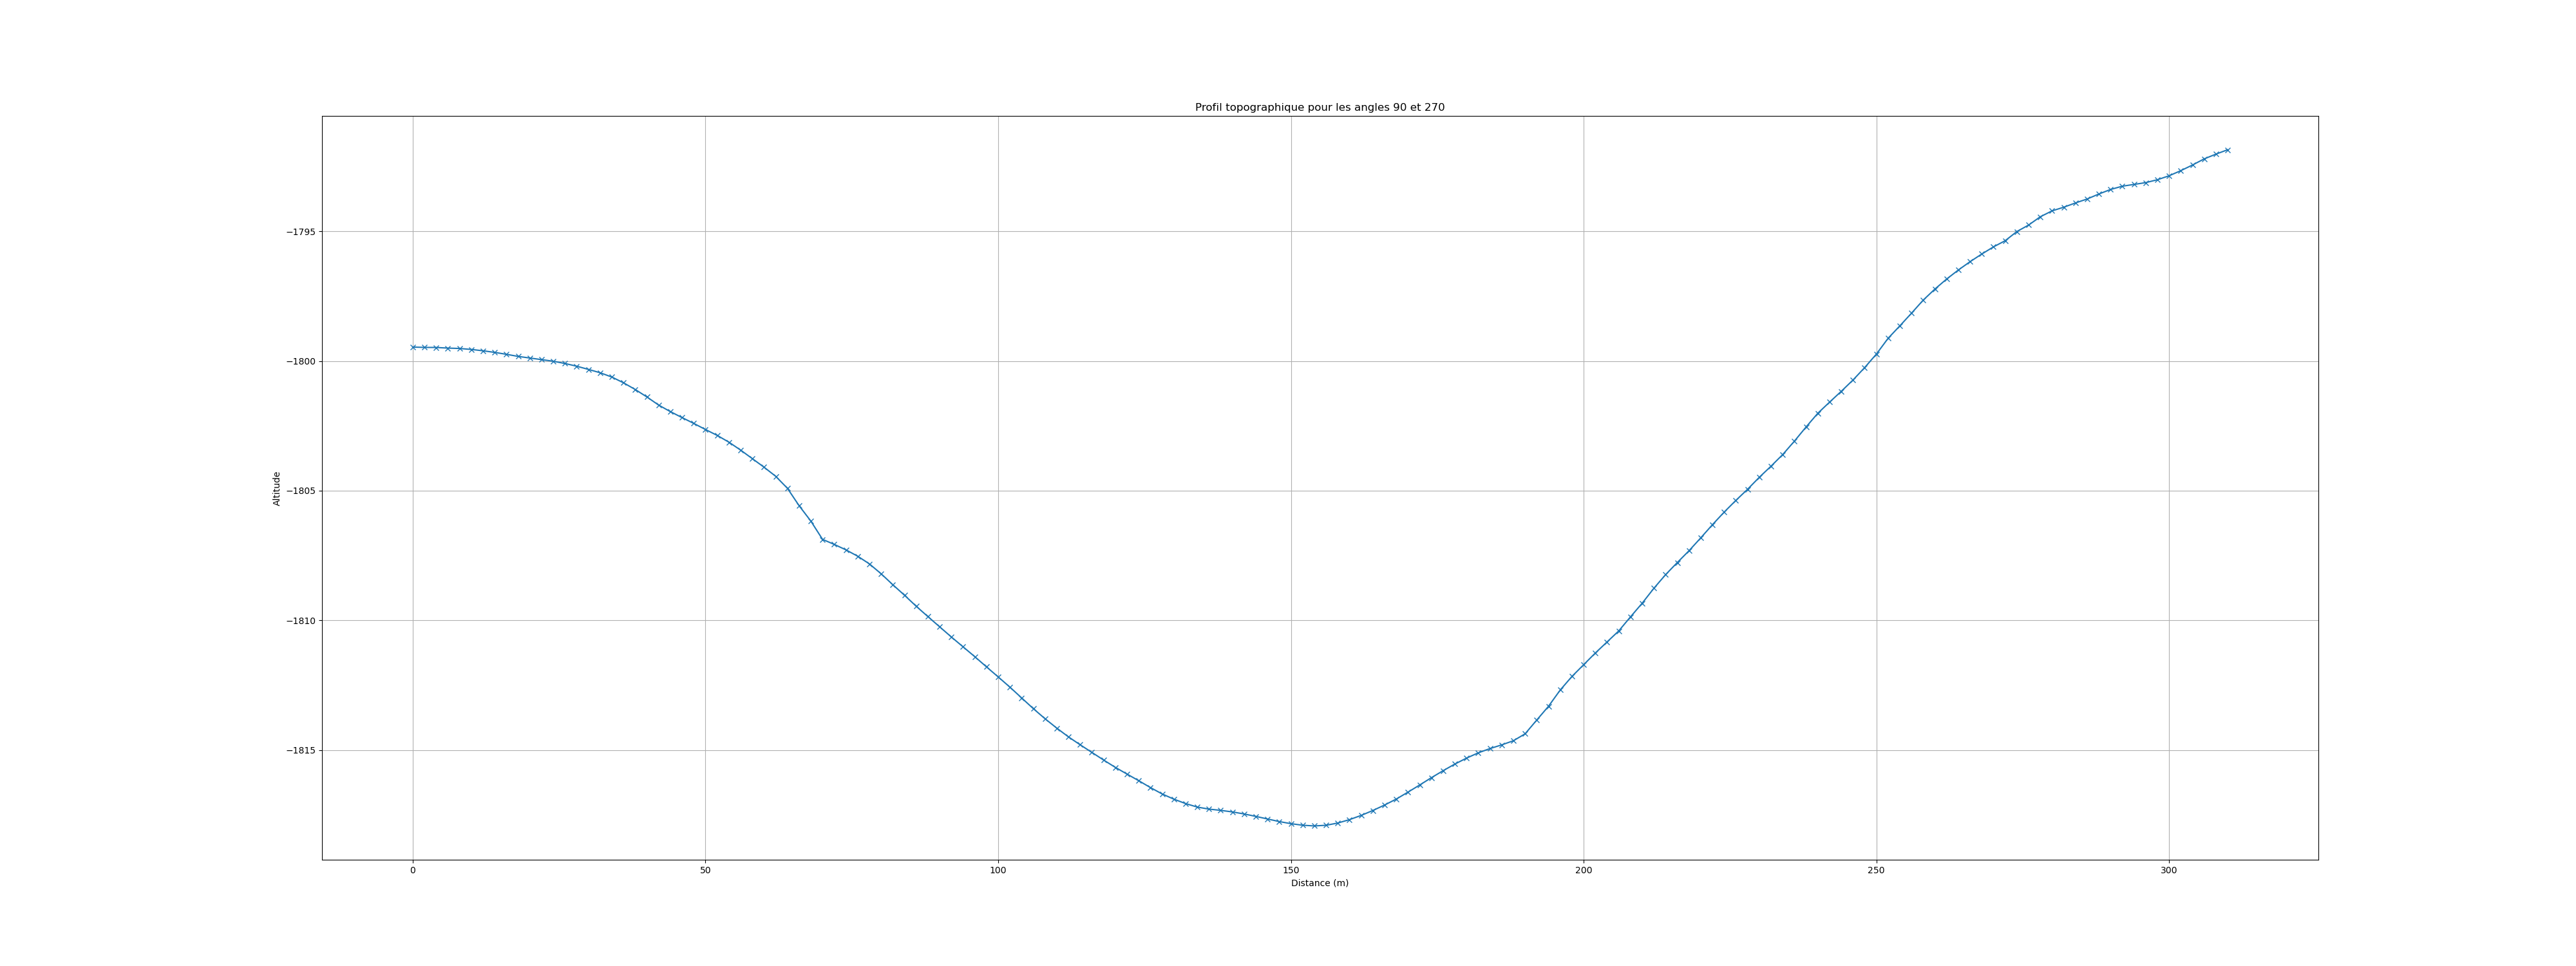 Profil topographique pour les angles 90 et 270
Altitude
−1795
−1800
−1805
−1810
−1815
0 50 100 150 200 250 300
Distance (m)